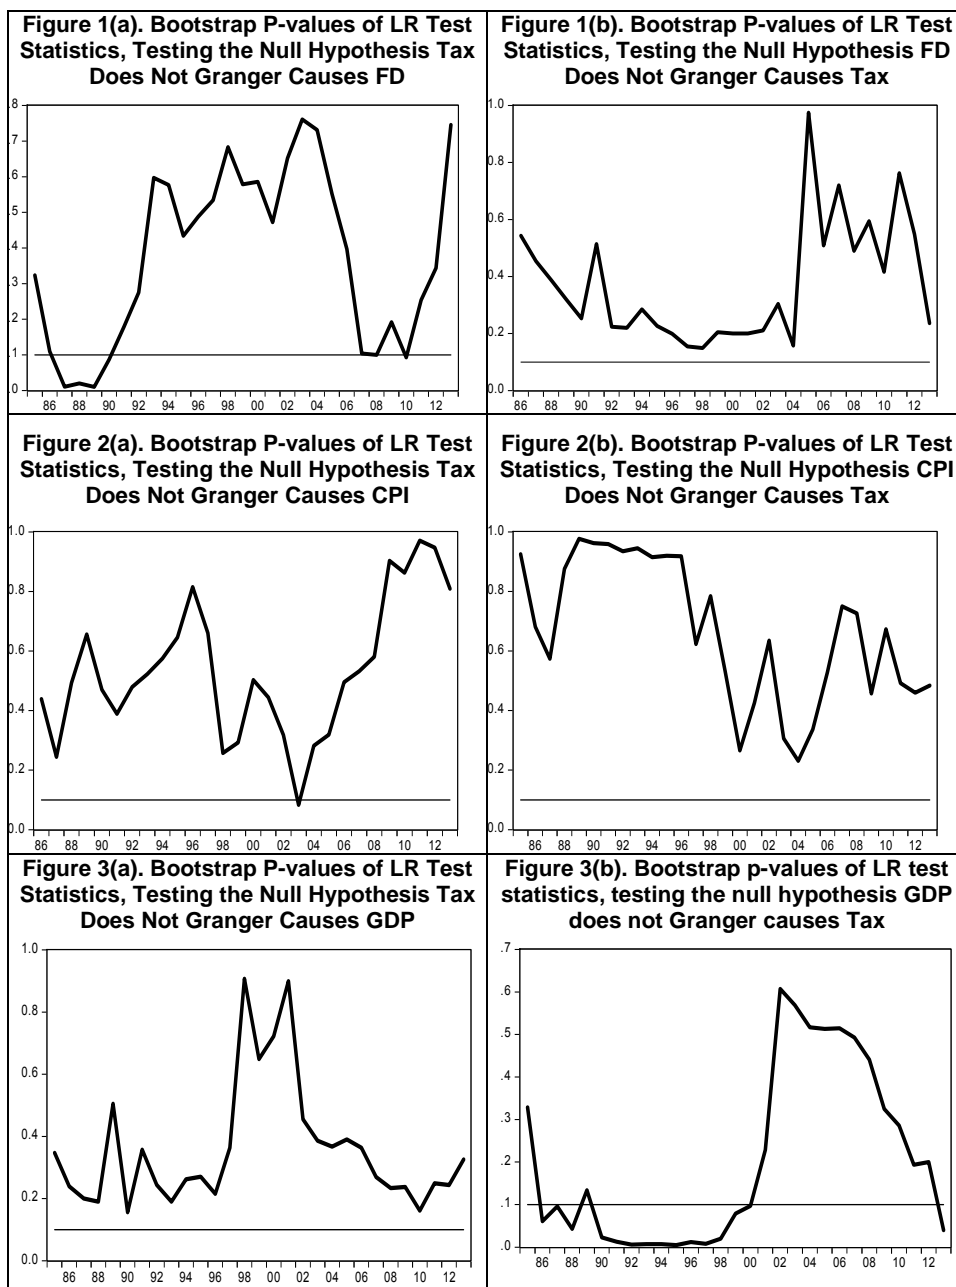 Figure 1(a). Bootstrap P-values of LR Test
Statistics, Testing the Null Hypothesis Tax
Does Not Granger Causes FD
.8
.7
.6
.5
.4
.3
.2
.1
.0
86 88 90 92 94 96 98 00 02 04 06 08 10 12
Figure 1(b). Bootstrap P-values of LR Test
Statistics, Testing the Null Hypothesis FD
Does Not Granger Causes Tax
1.0
0.8
0.6
0.4
0.2
0.0
86 88 90 92 94 96 98 00 02 04 06 08 10 12
Figure 2(a). Bootstrap P-values of LR Test
Statistics, Testing the Null Hypothesis Tax
Does Not Granger Causes CPI
1.0
0.8
0.6
0.4
0.2
0.0
86 88 90 92 94 96 98 00 02 04 06 08 10 12
Figure 2(b). Bootstrap P-values of LR Test
Statistics, Testing the Null Hypothesis CPI
Does Not Granger Causes Tax
1.0
0.8
0.6
0.4
0.2
0.0
86 88 90 92 94 96 98 00 02 04 06 08 10 12
Figure 3(a). Bootstrap P-values of LR Test
Statistics, Testing the Null Hypothesis Tax
Does Not Granger Causes GDP
1.0
0.8
0.6
0.4
0.2
0.0
86 88 90 92 94 96 98 00 02 04 06 08 10 12
Figure 3(b). Bootstrap p-values of LR test
statistics, testing the null hypothesis GDP
does not Granger causes Tax
.7
.6
.5
.4
.3
.2
.1
.0
86 88 90 92 94 96 98 00 02 04 06 08 10 12